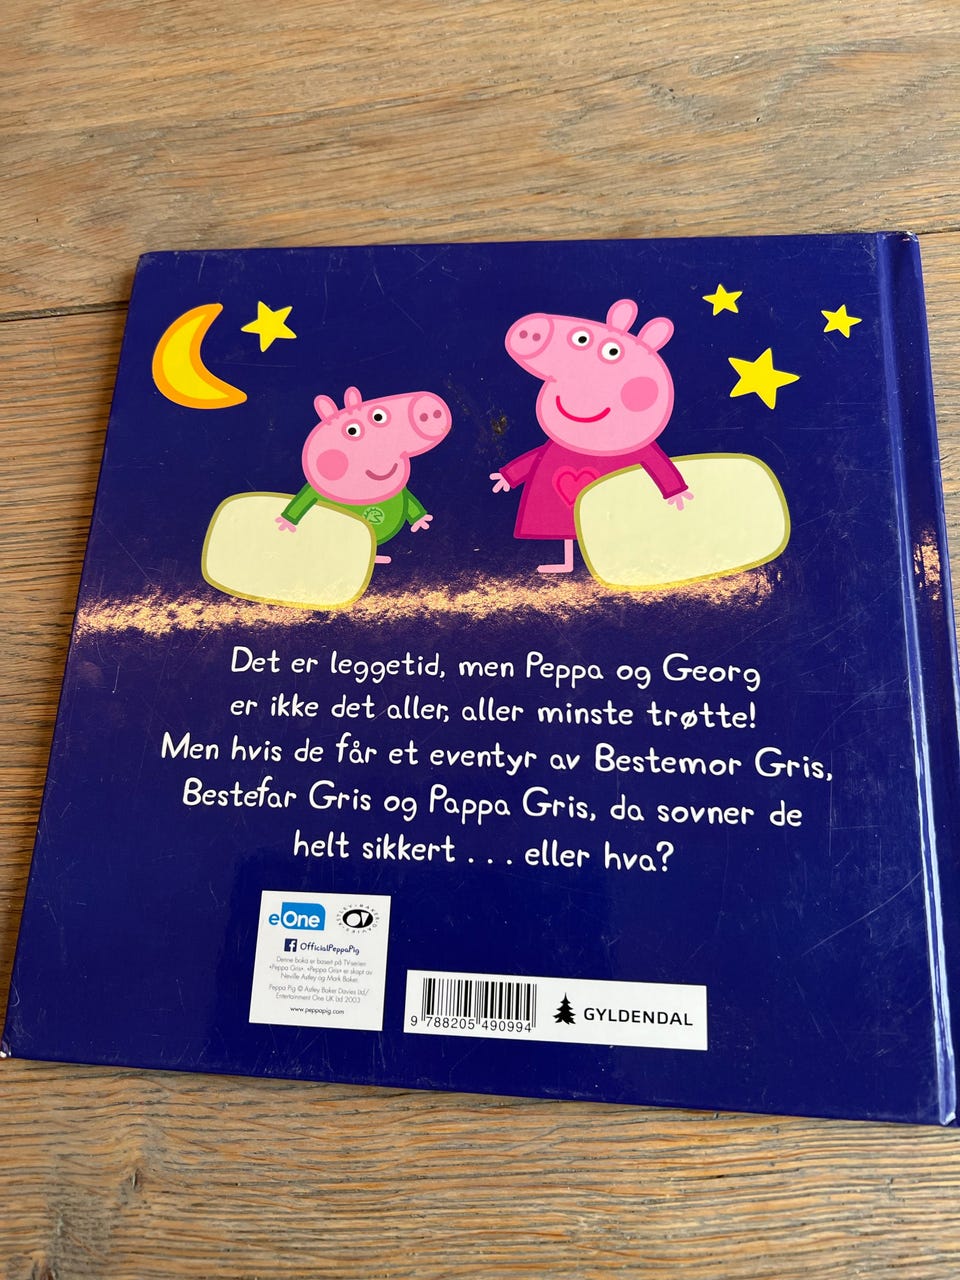 Det er leggetid, men Peppa og Georg
er ikke det aller, aller minste trøtte!
Men hvis de får et eventyr av Bestemor Gris,
Bestefar Gris og Pappa Gris, da sovner de
helt sikkert . . . eller hva?
eOne
ASTLEY • BAKER • DAVIES
OfficialPeppaPig
Denne boka er basert på TV-serien
«Peppa Gris». «Peppa Gris» er skapt av
Neville Astley og Mark Baker.
Peppa Pig © Astley Baker Davies Ltd/
Entertainment One UK Ltd 2003
www.peppapig.com
9 788205 490994
GYLDENDAL